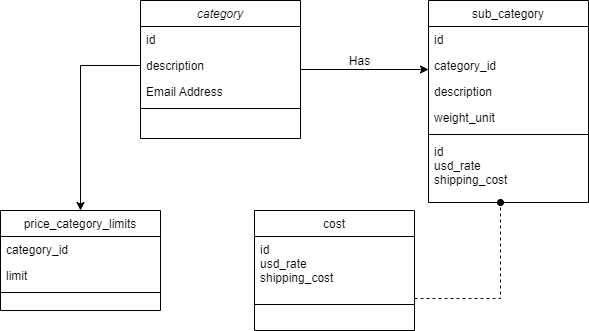 category
id
description
Email Address
Has
sub_category
id
category_id
description
weight_unit
id
usd_rate
shipping_cost
price_category_limits
category_id
limit
cost
id
usd_rate
shipping_cost